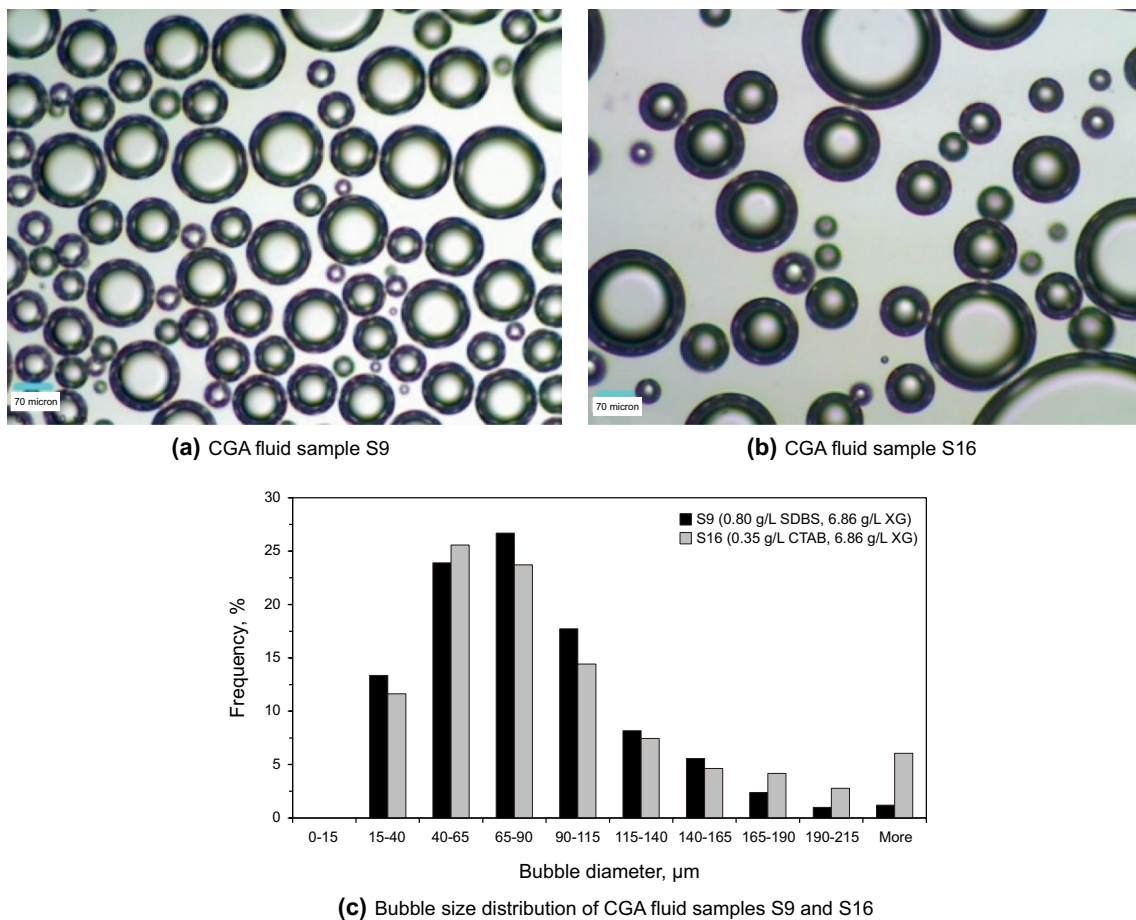 70 micron
70 micron
(a) CGA fluid sample S9
(b) CGA fluid sample S16
30
25
20
15
10
5
0
Frequency, %
S9 (0.80 g/L SDBS, 6.86 g/L XG)
S16 (0.35 g/L CTAB, 6.86 g/L XG)
0-15 15-40 40-65 65-90 90-115 115-140 140-165 165-190 190-215 More
Bubble diameter, μm
(c) Bubble size distribution of CGA fluid samples S9 and S16